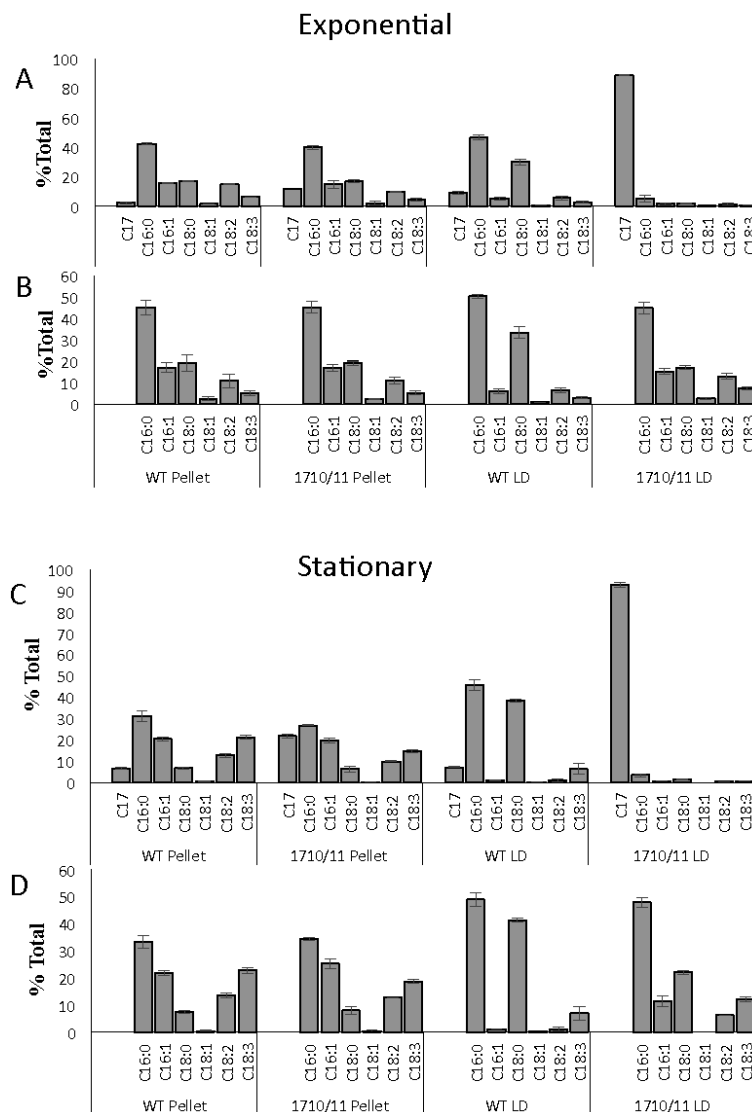 Exponential
A
%Total
100
80
60
40
20
0
C17 C16:0 C16:1 C18:0 C18:1 C18:2 C18:3 C17 C16:0 C16:1 C18:0 C18:1 C18:2 C18:3 C17 C16:0 C16:1 C18:0 C18:1 C18:2 C18:3 C17 C16:0 C16:1 C18:0 C18:1 C18:2 C18:3
B
%Total
60
50
40
30
20
10
0
C16:0 C16:1 C18:0 C18:1 C18:2 C18:3 C16:0 C16:1 C18:0 C18:1 C18:2 C18:3 C16:0 C16:1 C18:0 C18:1 C18:2 C18:3 C16:0 C16:1 C18:0 C18:1 C18:2 C18:3
WT Pellet 1710/11 Pellet WT LD 1710/11 LD
Stationary
C
% Total
100
90
80
70
60
50
40
30
20
10
0
C17 C16:0 C16:1 C18:0 C18:1 C18:2 C18:3 C17 C16:0 C16:1 C18:0 C18:1 C18:2 C18:3 C17 C16:0 C16:1 C18:0 C18:1 C18:2 C18:3 C17 C16:0 C16:1 C18:0 C18:1 C18:2 C18:3
WT Pellet 1710/11 Pellet WT LD 1710/11 LD
D
% Total
60
50
40
30
20
10
0
C16:0 C16:1 C18:0 C18:1 C18:2 C18:3 C16:0 C16:1 C18:0 C18:1 C18:2 C18:3 C16:0 C16:1 C18:0 C18:1 C18:2 C18:3 C16:0 C16:1 C18:0 C18:1 C18:2 C18:3
WT Pellet 1710/11 Pellet WT LD 1710/11 LD